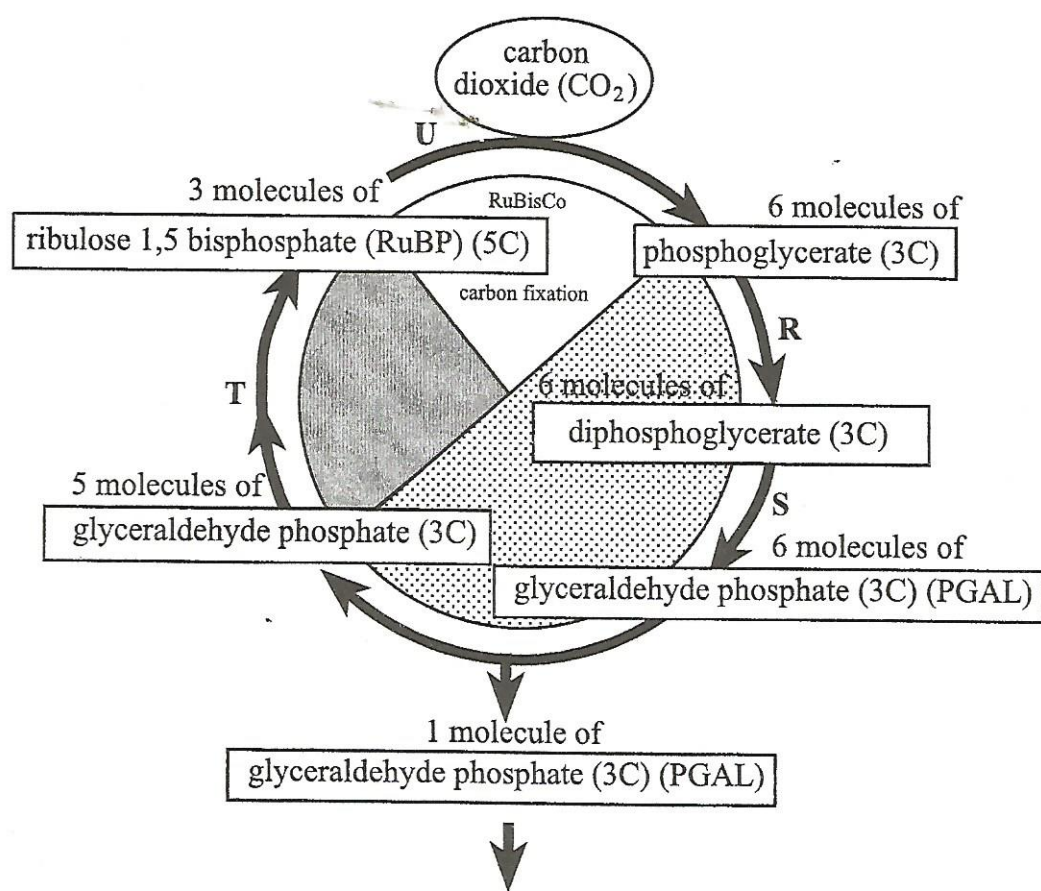 carbon
dioxide (CO₂)
U
3 molecules of
ribulose 1,5 bisphosphate (RuBP) (5C)
RuBisCo
carbon fixation
6 molecules of
phosphoglycerate (3C)
R
6 molecules of
diphosphoglycerate (3C)
T
5 molecules of
glyceraldehyde phosphate (3C)
S
6 molecules of
glyceraldehyde phosphate (3C) (PGAL)
1 molecule of
glyceraldehyde phosphate (3C) (PGAL)